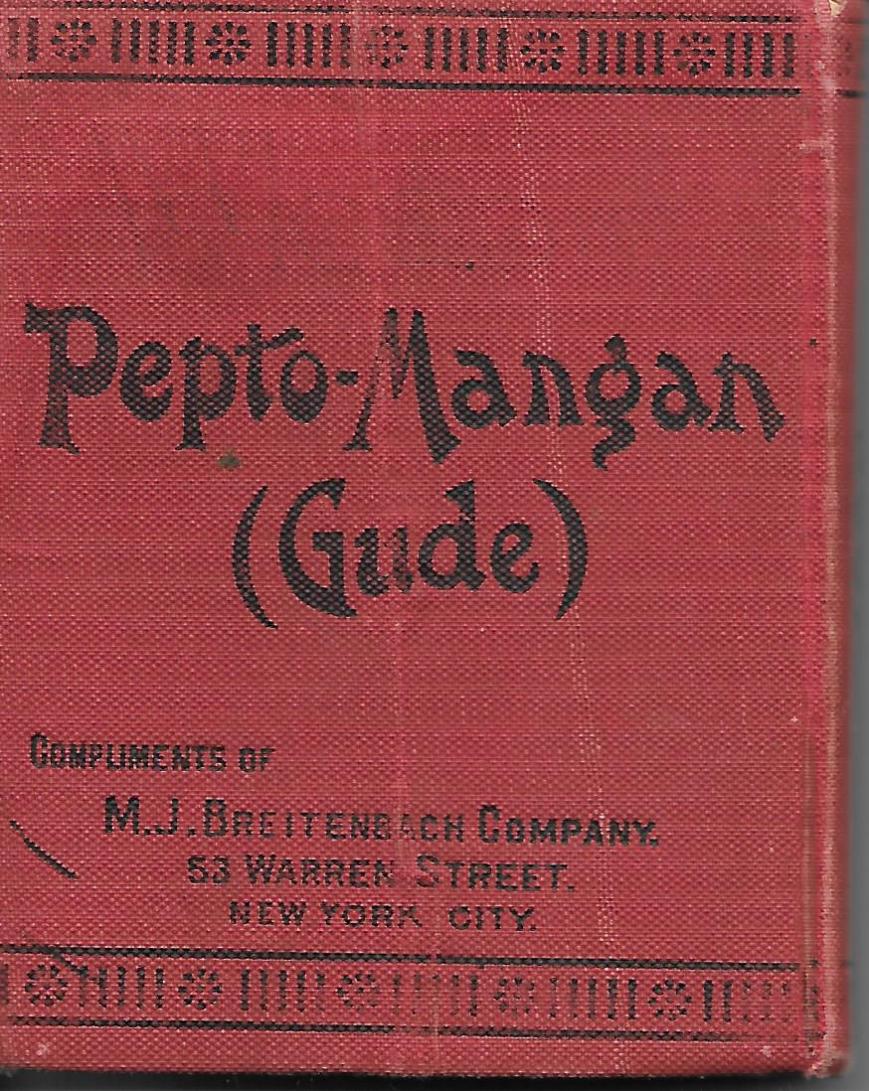 Pepto-Mangan
(Gude)
COMPLIMENTS OF
M.J. BREITENBACH COMPANY.
53 WARREN STREET.
NEW YORK CITY.